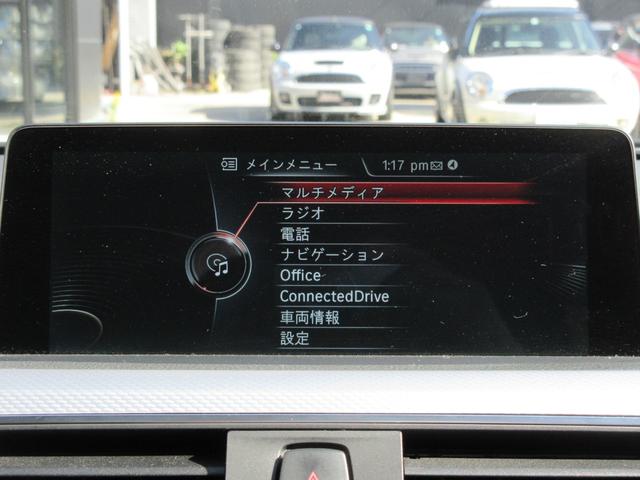 メインメニュー 1:17 pm
マルチメディア
ラジオ
電話
ナビゲーション
Office
ConnectedDrive
車両情報
設定